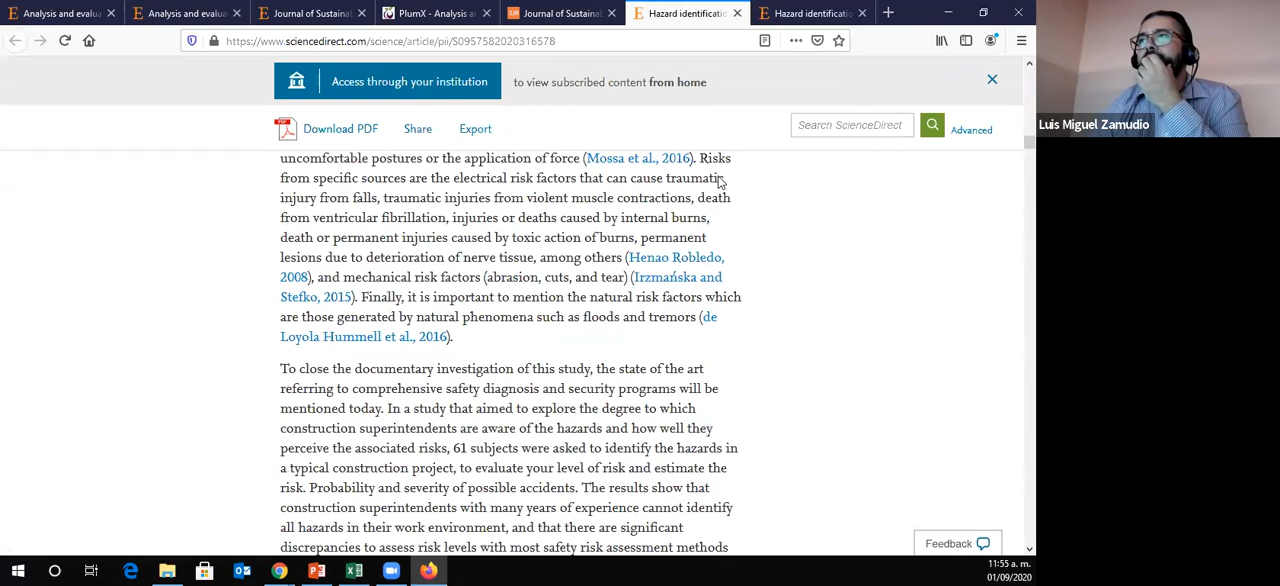 Analysis and evalua
Analysis and evalua
Journal of Sustainab
PlumX - Analysis a
Journal of Sustainab
Hazard identificatio
Hazard identificatio
https://www.sciencedirect.com/science/article/pii/S0957582020316578
Access through your institution
to view subscribed content from home
Download PDF
Share
Export
Search ScienceDirect
Advanced
uncomfortable postures or the application of force (Mossa et al., 2016). Risks
from specific sources are the electrical risk factors that can cause traumatic
injury from falls, traumatic injuries from violent muscle contractions, death
from ventricular fibrillation, injuries or deaths caused by internal burns,
death or permanent injuries caused by toxic action of burns, permanent
lesions due to deterioration of nerve tissue, among others (Henao Robledo,
2008), and mechanical risk factors (abrasion, cuts, and tear) (Irzmańska and
Stefko, 2015). Finally, it is important to mention the natural risk factors which
are those generated by natural phenomena such as floods and tremors (de
Loyola Hummell et al., 2016).
To close the documentary investigation of this study, the state of the art
referring to comprehensive safety diagnosis and security programs will be
mentioned today. In a study that aimed to explore the degree to which
construction superintendents are aware of the hazards and how well they
perceive the associated risks, 61 subjects were asked to identify the hazards in
a typical construction project, to evaluate your level of risk and estimate the
risk. Probability and severity of possible accidents. The results show that
construction superintendents with many years of experience cannot identify
all hazards in their work environment, and that there are significant
discrepancies to assess risk levels with most safety risk assessment methods
Feedback
Luis Miguel Zamudio
11:55 a. m.
01/09/2020